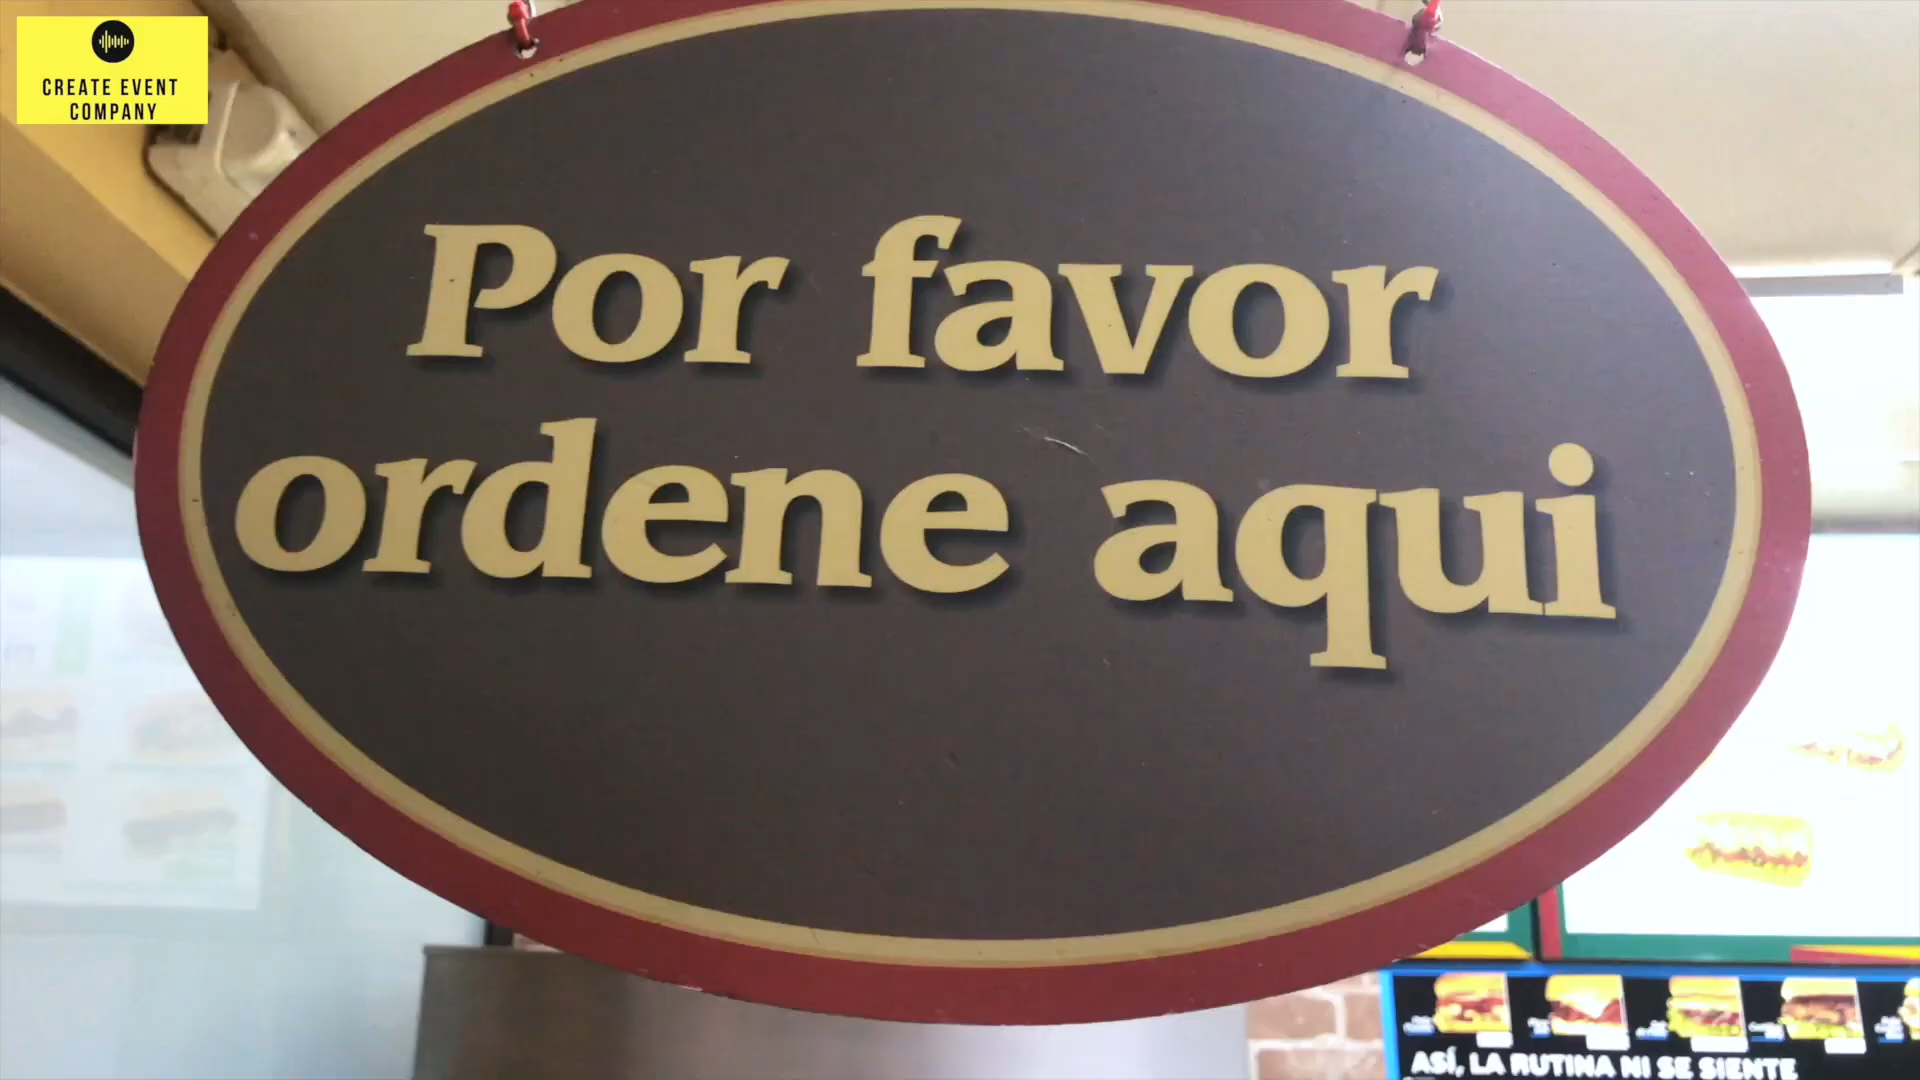 CREATE EVENT
COMPANY
Por favor
ordene aqui
ASÍ, LA RUTINA NI SE SIENTE